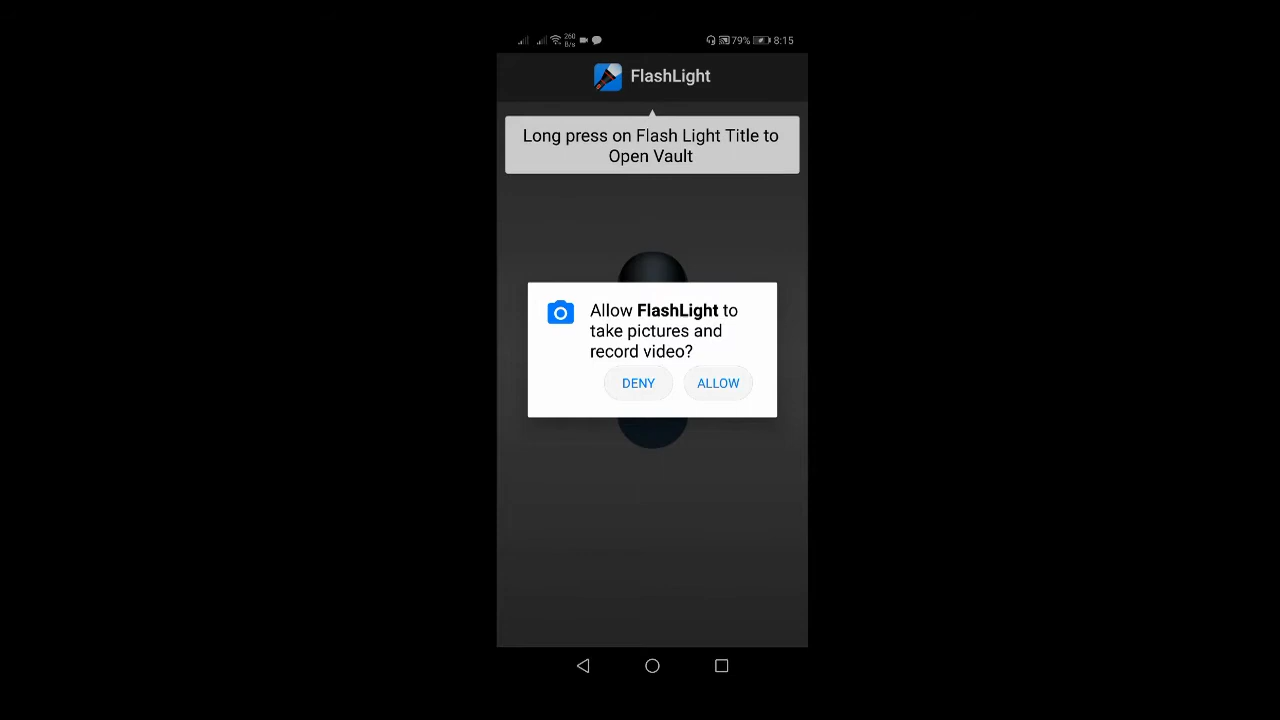 260
B/s
79%
8:15
FlashLight
Long press on Flash Light Title to
Open Vault
Allow FlashLight to
take pictures and
record video?
DENY
ALLOW